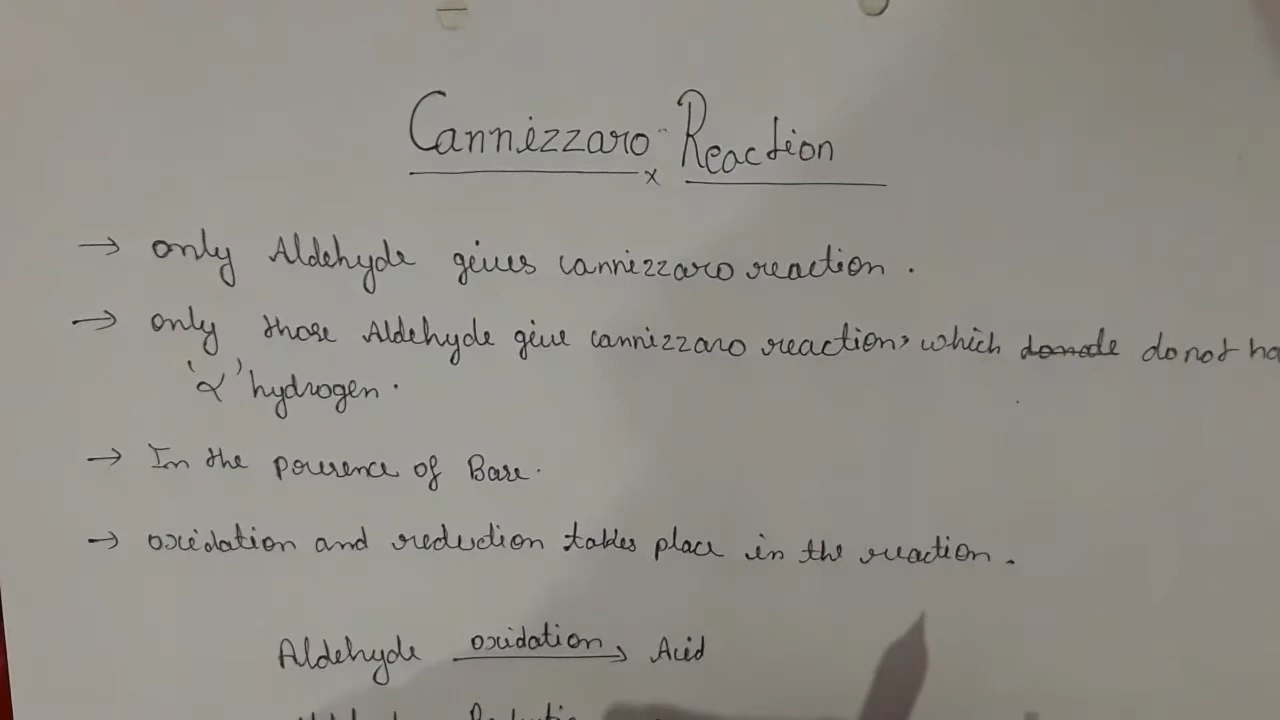 Cannizzaro Reaction
→ only Aldehyde gives cannizzaro reaction.
→ only those Aldehyde give cannizzaro reaction, which do not ha
'α' hydrogen.
→ In the presence of Base.
→ oxidation and reduction takes place in the reaction.
Aldehyde oxidation→ Acid